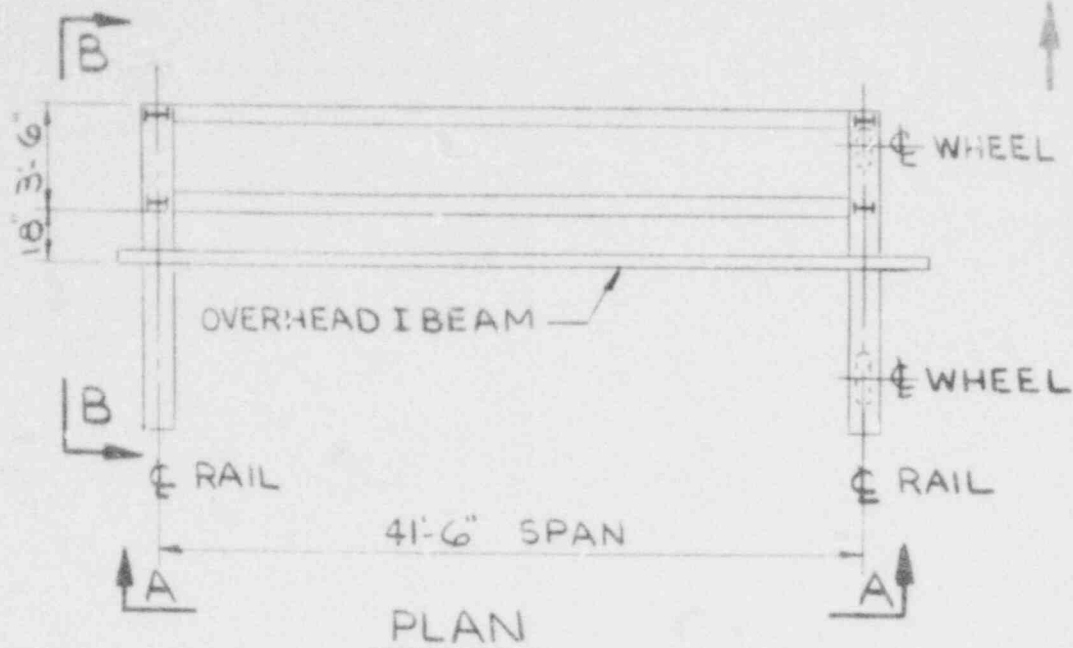 B
3'-6"
18"
℄ WHEEL
OVERHEAD I BEAM
℄ WHEEL
B
℄ RAIL
℄ RAIL
41'-6" SPAN
A
A
PLAN